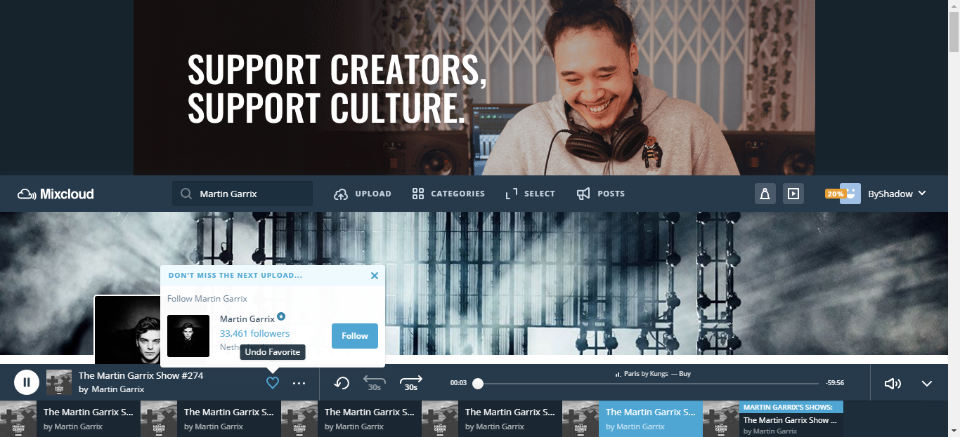 SUPPORT CREATORS,
SUPPORT CULTURE.
Mixcloud
Martin Garrix
UPLOAD
CATEGORIES
SELECT
POSTS
20%
ByShadow
DON'T MISS THE NEXT UPLOAD...
Follow Martin Garrix
Martin Garrix
33,461 followers
Neth
Follow
Undo Favorite
The Martin Garrix Show #274
by Martin Garrix
30s
30s
00:03
Paris by Kungs — Buy
-59:56
The Martin Garrix S...
by Martin Garrix
The Martin Garrix S...
by Martin Garrix
The Martin Garrix S...
by Martin Garrix
The Martin Garrix S...
by Martin Garrix
The Martin Garrix S...
by Martin Garrix
MARTIN GARRIX'S SHOWS:
The Martin Garrix Show ...
by Martin Garrix